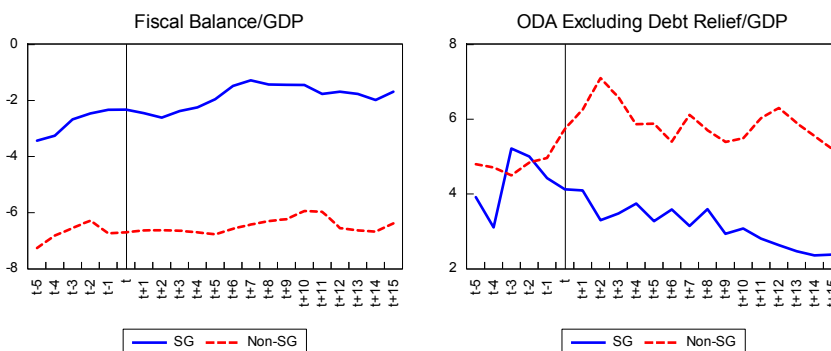 Fiscal Balance/GDP
0
-2
-4
-6
-8
t-5
t-4
t-3
t-2
t-1
t
t+1
t+2
t+3
t+4
t+5
t+6
t+7
t+8
t+9
t+10
t+11
t+12
t+13
t+14
t+15
SG
Non-SG
ODA Excluding Debt Relief/GDP
8
6
4
2
t-5
t-4
t-3
t-2
t-1
t
t+1
t+2
t+3
t+4
t+5
t+6
t+7
t+8
t+9
t+10
t+11
t+12
t+13
t+14
t+15
SG
Non-SG